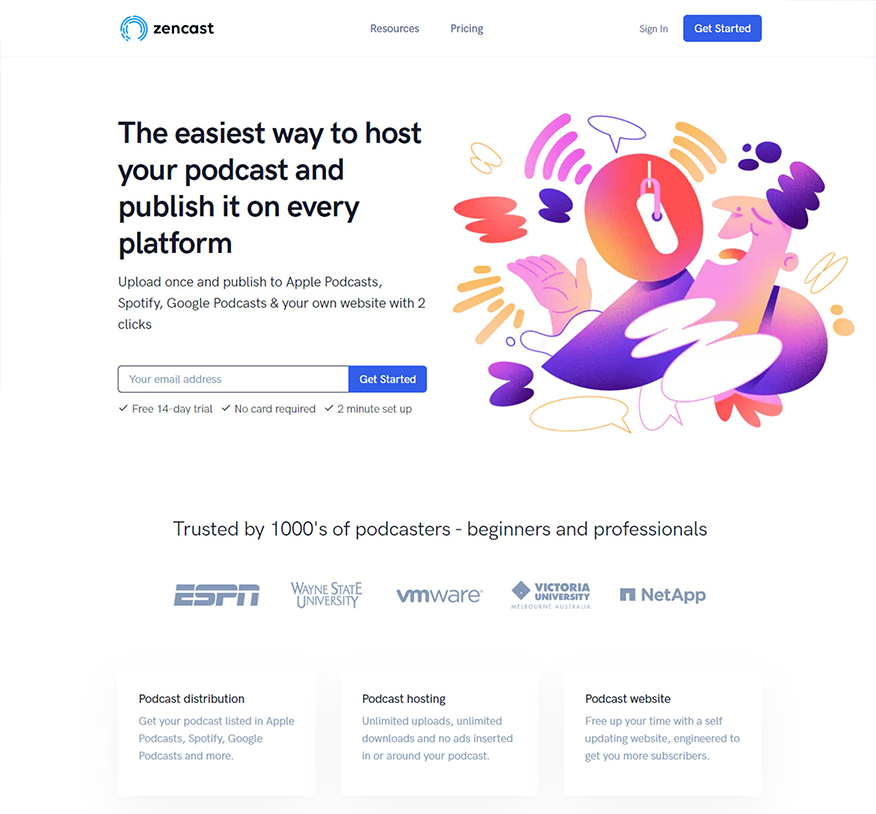 zencast
Resources
Pricing
Sign In
Get Started
The easiest way to host
your podcast and
publish it on every
platform
Upload once and publish to Apple Podcasts,
Spotify, Google Podcasts & your own website with 2
clicks
Your email address
Get Started
Free 14-day trial
No card required
2 minute set up
Trusted by 1000's of podcasters - beginners and professionals
ESPN
WAYNE STATE
UNIVERSITY
vmware®
VICTORIA
UNIVERSITY
MELBOURNE AUSTRALIA
NetApp
Podcast distribution
Get your podcast listed in Apple
Podcasts, Spotify, Google
Podcasts and more.
Podcast hosting
Unlimited uploads, unlimited
downloads and no ads inserted
in or around your podcast.
Podcast website
Free up your time with a self
updating website, engineered to
get you more subscribers.